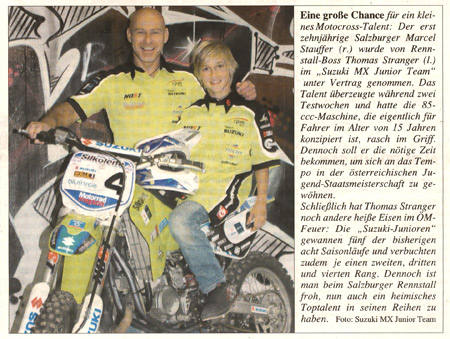 Eine große Chance für ein klei-
nes Motocross-Talent: Der erst
zehnjährige Salzburger Marcel
Stauffer (r.) wurde von Renn-
stall-Boss Thomas Stranger (l.)
im „Suzuki MX Junior Team"
unter Vertrag genommen. Das
Talent überzeugte während zwei
Testwochen und hatte die 85-
ccc-Maschine, die eigentlich für
Fahrer im Alter von 15 Jahren
konzipiert ist, rasch im Griff.
Dennoch soll er die nötige Zeit
bekommen, um sich an das Tem-
po in der österreichischen Ju-
gend-Staatsmeisterschaft zu ge-
wöhnen.
Schließlich hat Thomas Stranger
noch andere heiße Eisen im ÖM-
Feuer: Die „Suzuki-Junioren"
gewannen fünf der bisherigen
acht Saisonläufe und verbuchten
zudem je einen zweiten, dritten
und vierten Rang. Dennoch ist
man beim Salzburger Rennstall
froh, nun auch ein heimisches
Toptalent in seinen Reihen zu
haben. Foto: Suzuki MX Junior Team
SUZUKI
Silkolene
4
Motorrad
SUZUKI